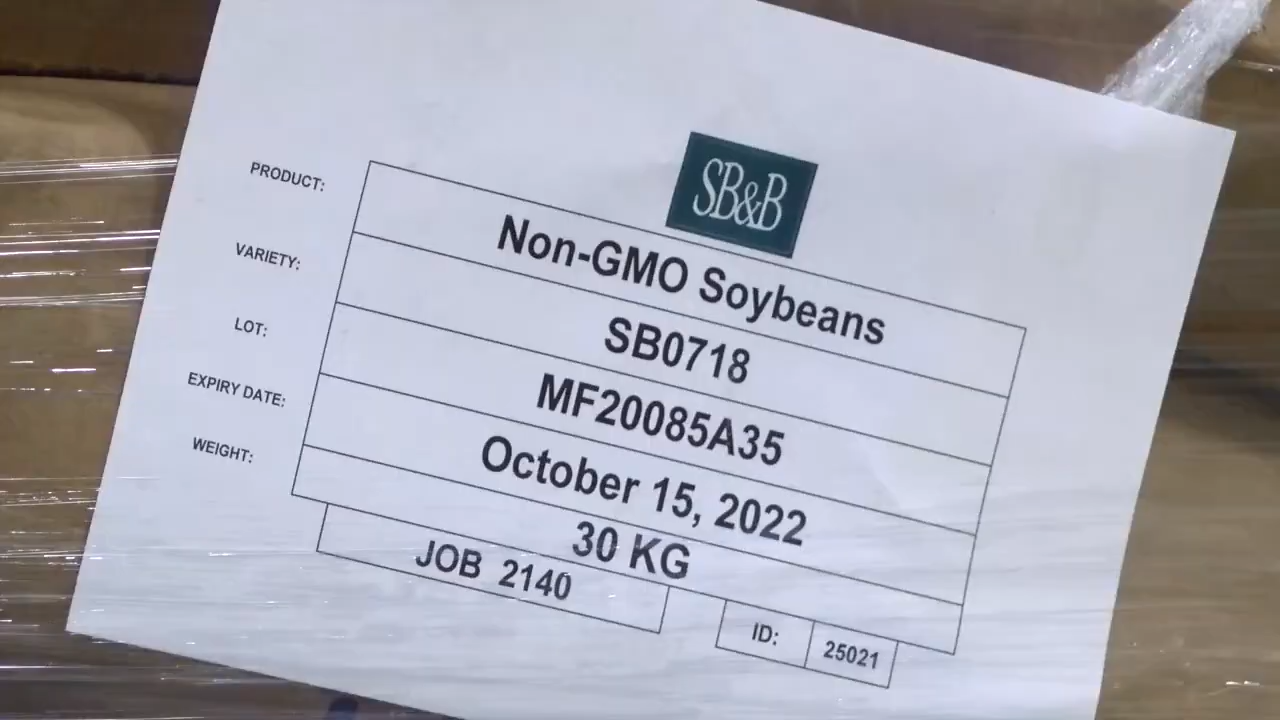 SB&B
PRODUCT: Non-GMO Soybeans
VARIETY: SB0718
LOT: MF20085A35
EXPIRY DATE: October 15, 2022
WEIGHT: 30 KG
JOB 2140
ID: 25021